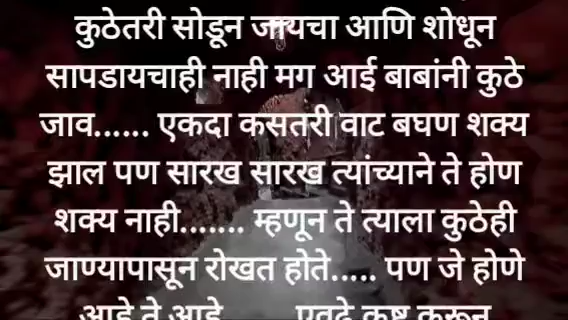 कुठेतरी सोडून जायचा आणि शोधून
सापडायचाही नाही मग आई बाबांनी कुठे
जाव...... एकदा कसतरी वाट बघण शक्य
झाल पण सारख सारख त्यांच्याने ते होण
शक्य नाही....... म्हणून ते त्याला कुठेही
जाण्यापासून रोखत होते..... पण जे होणे
आहे ते आहे........ एवढे कष्ट करून